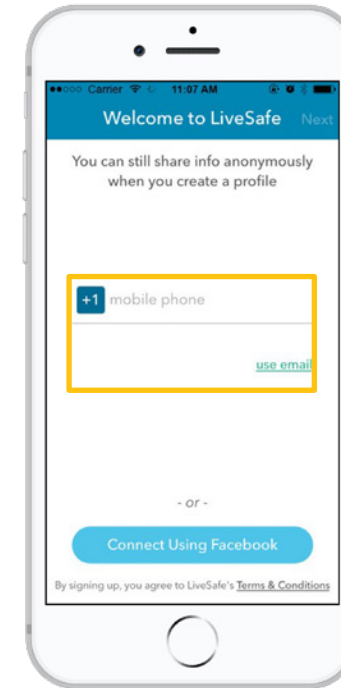 Carrier 11:07 AM
Welcome to LiveSafe Next
You can still share info anonymously
when you create a profile
+1 mobile phone
use email
- or -
Connect Using Facebook
By signing up, you agree to LiveSafe's Terms & Conditions